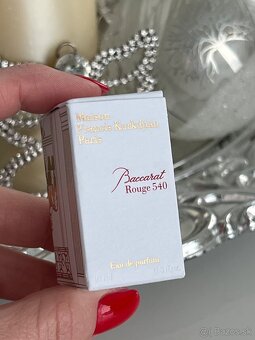 Maison
Francis Kurkdjian
Paris
Baccarat
Rouge 540
Eau de parfum